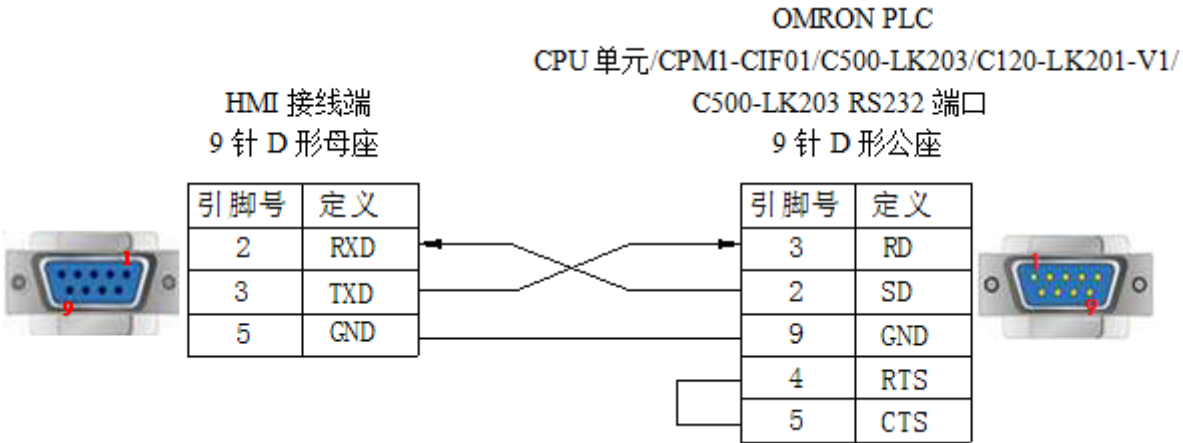 OMRON PLC
CPU 单元/CPM1-CIF01/C500-LK203/C120-LK201-V1/
C500-LK203 RS232 端口
9 针 D 形公座
HMI 接线端
9 针 D 形母座
引脚号 定义
2 RXD
3 TXD
5 GND
引脚号 定义
3 RD
2 SD
9 GND
4 RTS
5 CTS
1
9
1
9